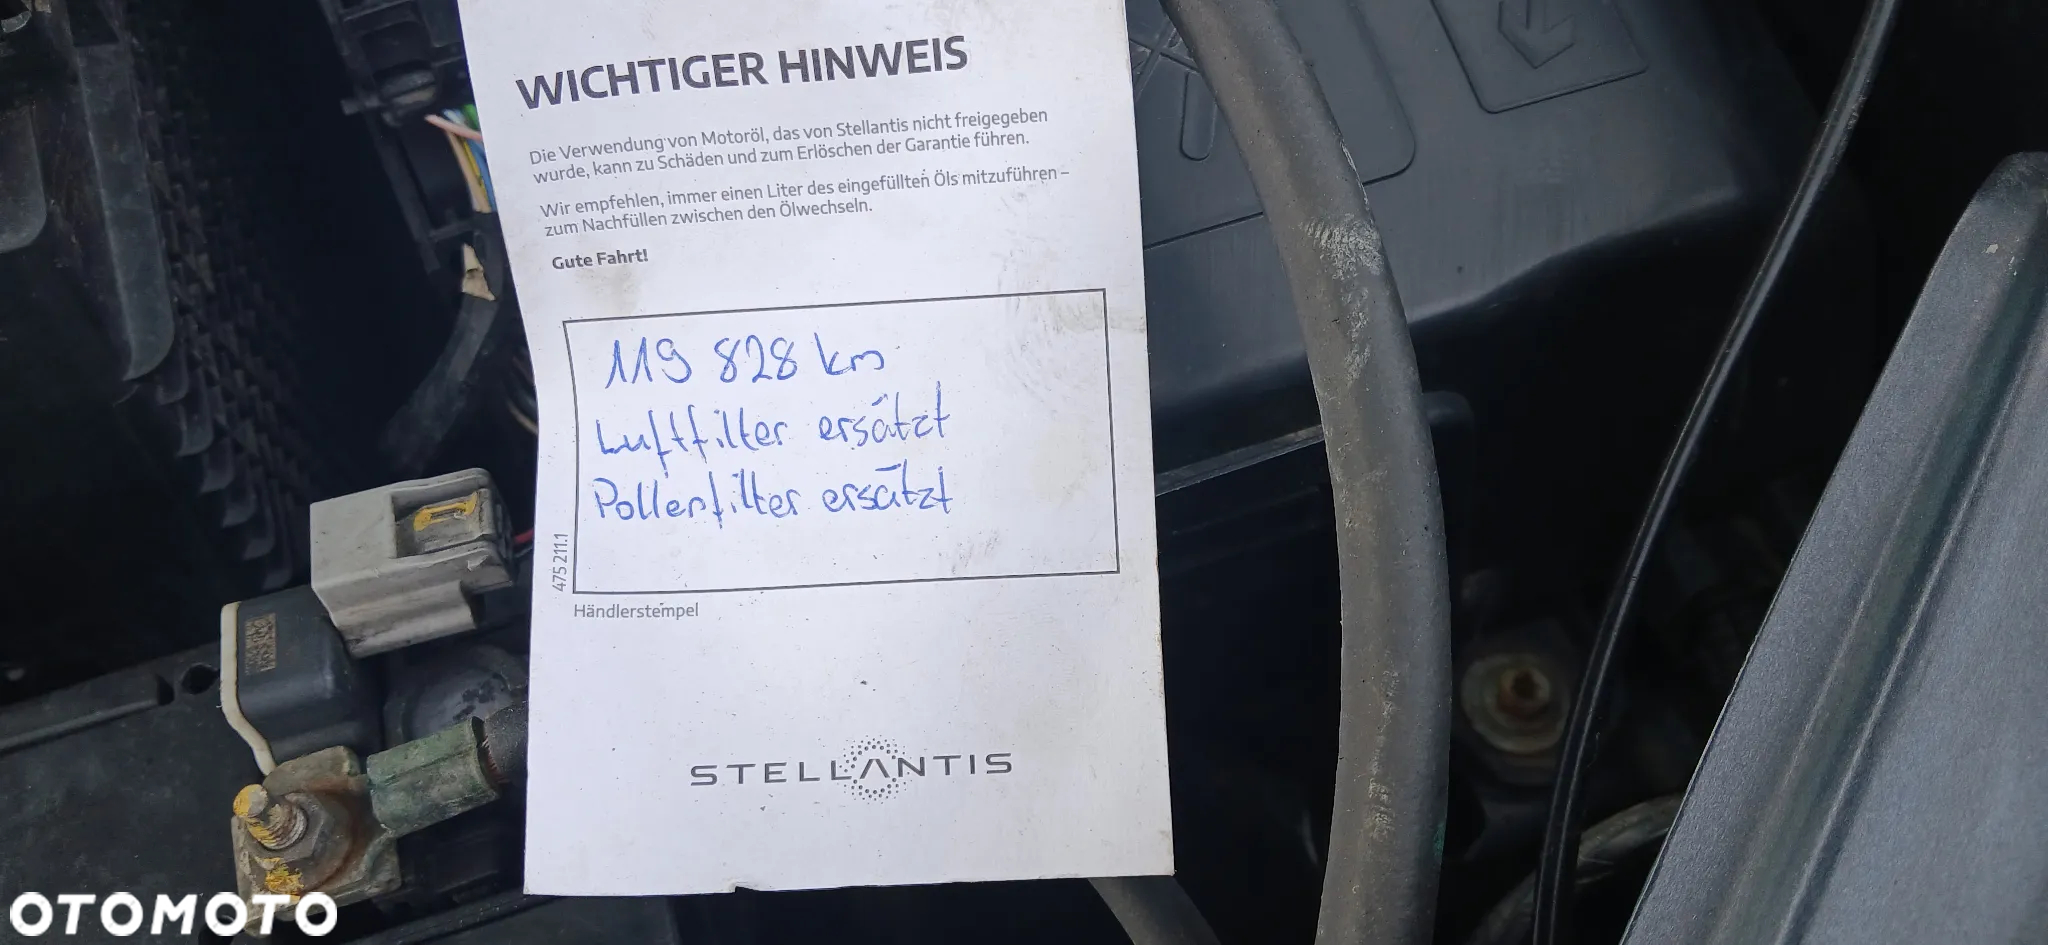 WICHTIGER HINWEIS
Die Verwendung von Motoröl, das von Stellantis nicht freigegeben
wurde, kann zu Schäden und zum Erlöschen der Garantie führen.
Wir empfehlen, immer einen Liter des eingefüllten Öls mitzuführen –
zum Nachfüllen zwischen den Ölwechseln.
Gute Fahrt!
119 828 km
Luftfilter ersätzt
Pollenfilter ersätzt
475 211.1
Händlerstempel
STELLANTIS
OTOMOTO